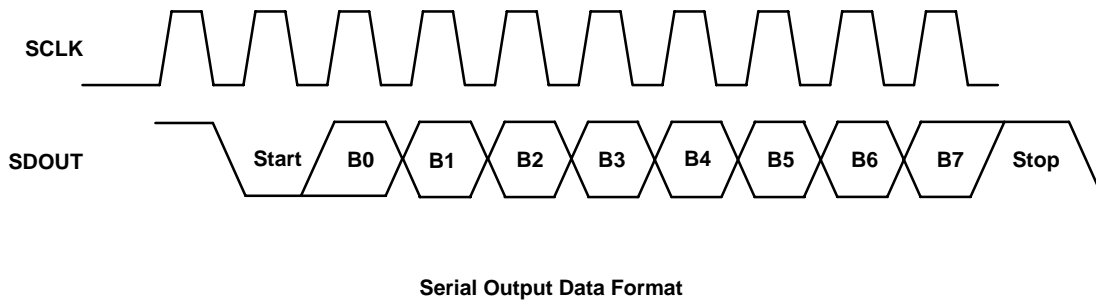 SCLK
SDOUT
Start B0 B1 B2 B3 B4 B5 B6 B7 Stop
Serial Output Data Format